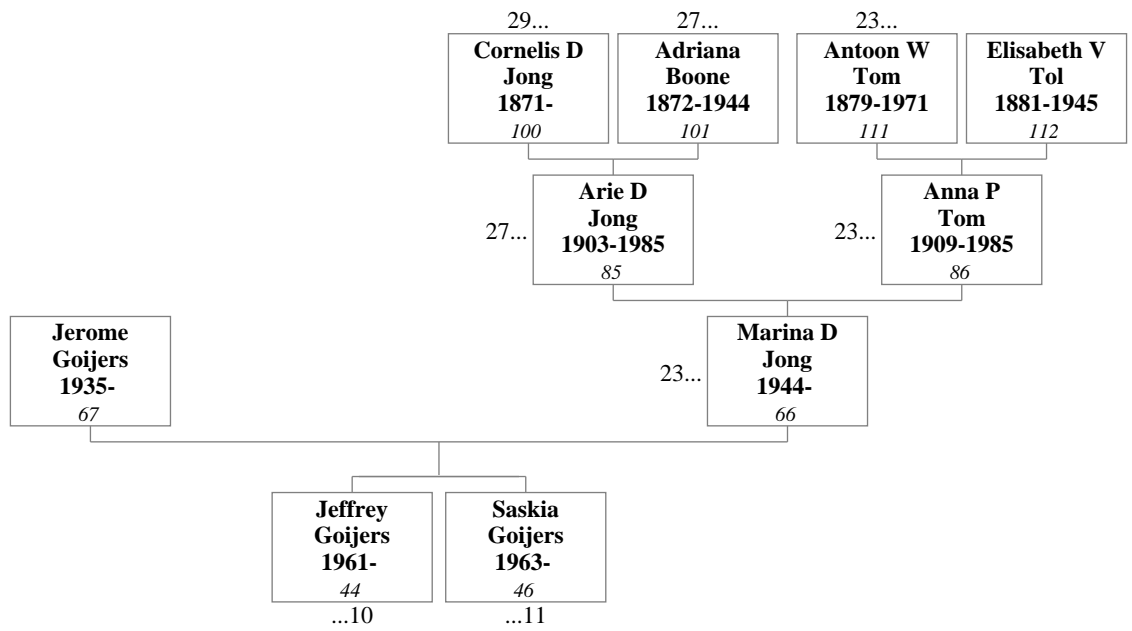 29...
27...
23...
Cornelis D
Jong
1871-
100
Adriana
Boone
1872-1944
101
Antoon W
Tom
1879-1971
111
Elisabeth V
Tol
1881-1945
112
27...
Arie D
Jong
1903-1985
85
23...
Anna P
Tom
1909-1985
86
Jerome
Goijers
1935-
67
23...
Marina D
Jong
1944-
66
Jeffrey
Goijers
1961-
44
...10
Saskia
Goijers
1963-
46
...11